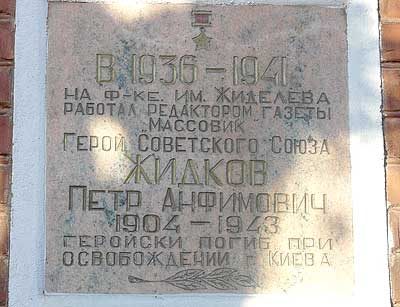 В 1936 – 1941
НА Ф-КЕ ИМ. ЖИДЕЛЕВА
РАБОТАЛ РЕДАКТОРОМ ГАЗЕТЫ
„МАССОВИК"
ГЕРОЙ СОВЕТСКОГО СОЮЗА
ЖИДКОВ
ПЕТР АНФИМОВИЧ
1904 – 1943
ГЕРОЙСКИ ПОГИБ ПРИ
ОСВОБОЖДЕНИИ г. КИЕВА